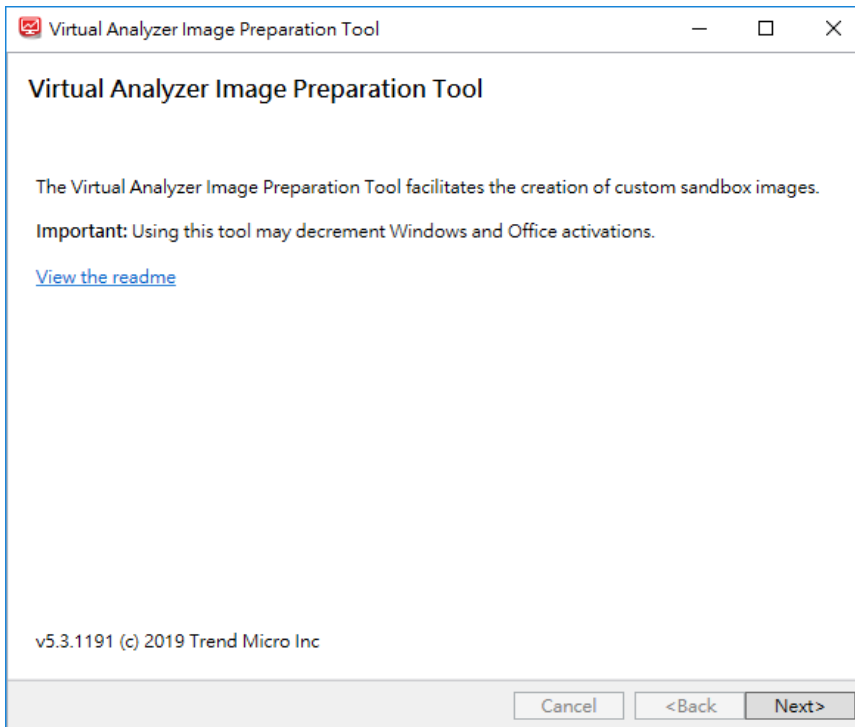 Virtual Analyzer Image Preparation Tool
Virtual Analyzer Image Preparation Tool
The Virtual Analyzer Image Preparation Tool facilitates the creation of custom sandbox images.
Important: Using this tool may decrement Windows and Office activations.
View the readme
v5.3.1191 (c) 2019 Trend Micro Inc
Cancel <Back Next>